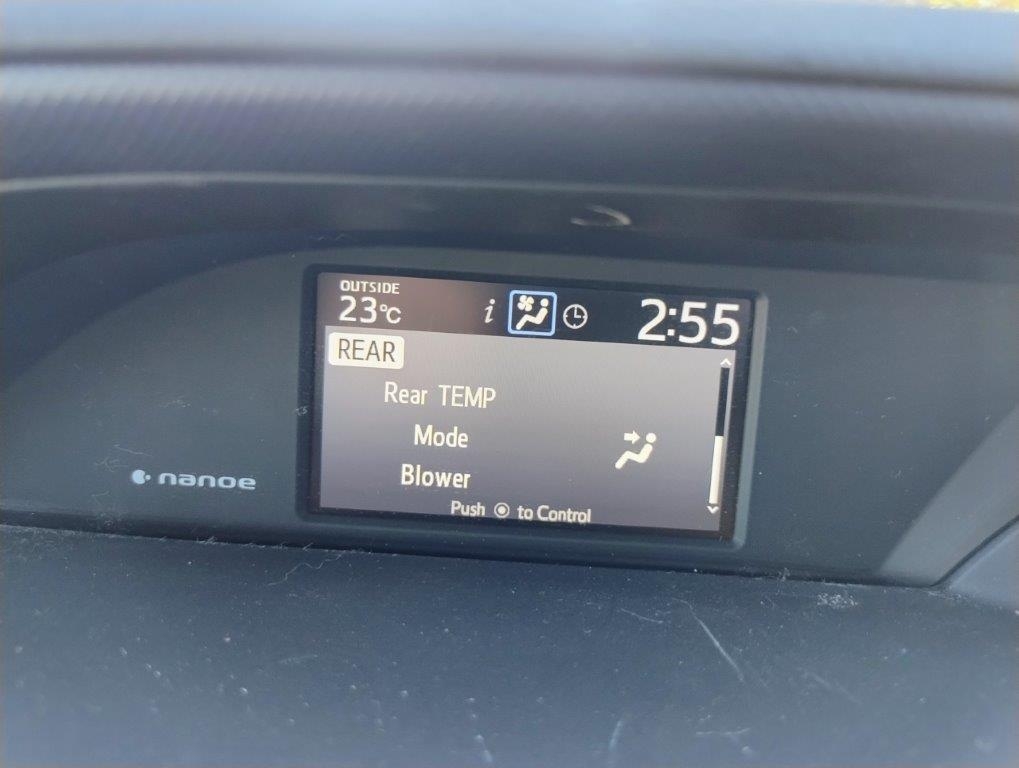 OUTSIDE
23°C
i
2:55
REAR
Rear TEMP
Mode
Blower
Push to Control
nanoe